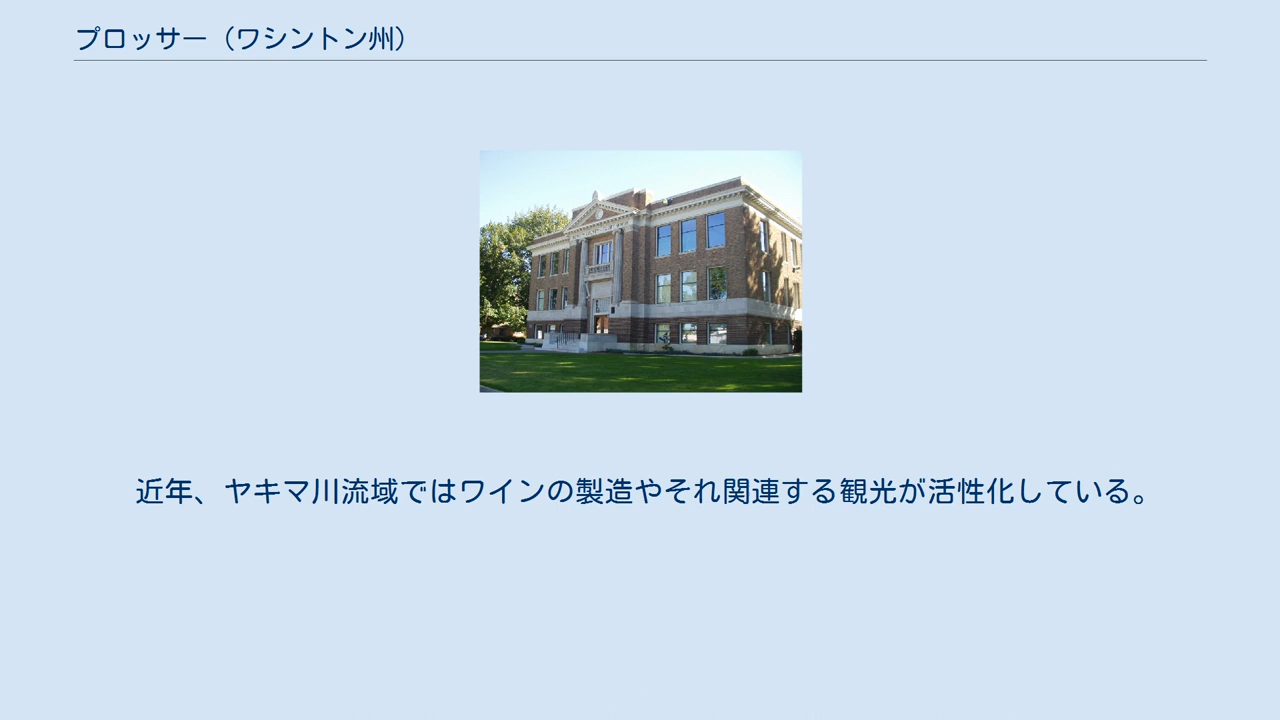 プロッサー（ワシントン州）
近年、ヤキマ川流域ではワインの製造やそれ関連する観光が活性化している。